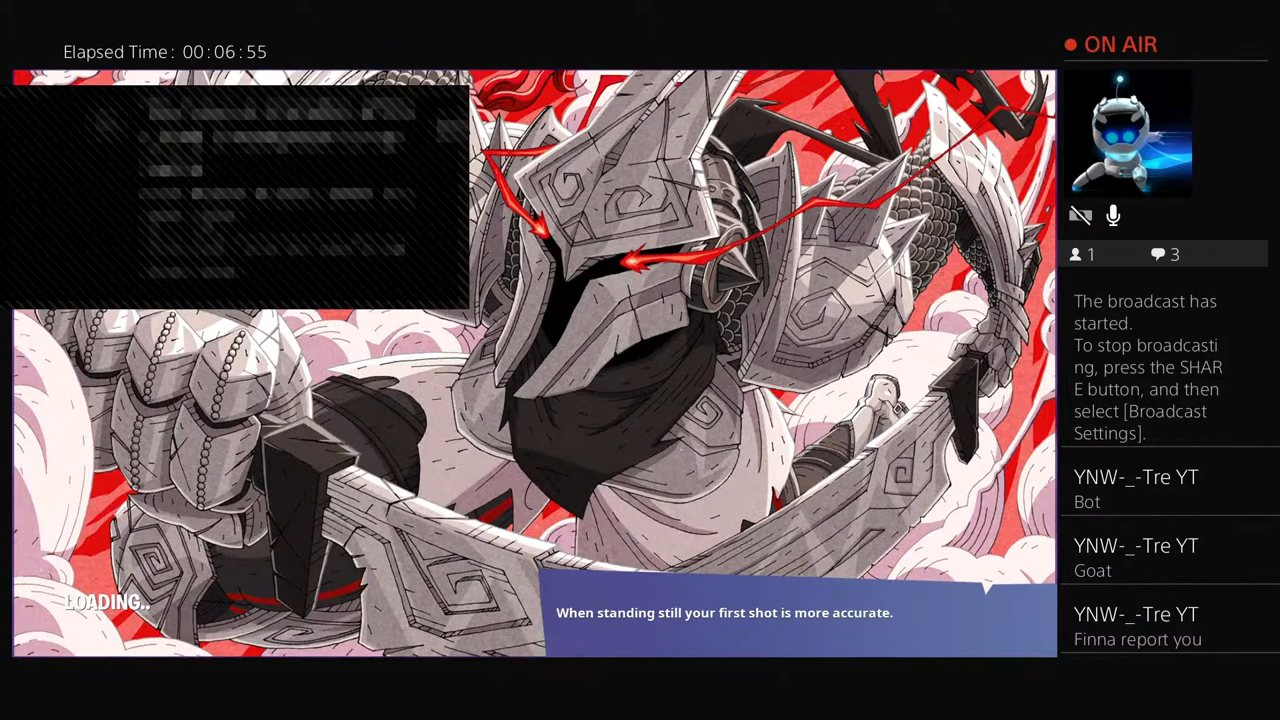 Elapsed Time: 00:06:55
ON AIR
1
3
The broadcast has
started.
To stop broadcasti
ng, press the SHAR
E button, and then
select [Broadcast
Settings].
YNW-_-Tre YT
Bot
YNW-_-Tre YT
Goat
YNW-_-Tre YT
Finna report you
LOADING..
When standing still your first shot is more accurate.